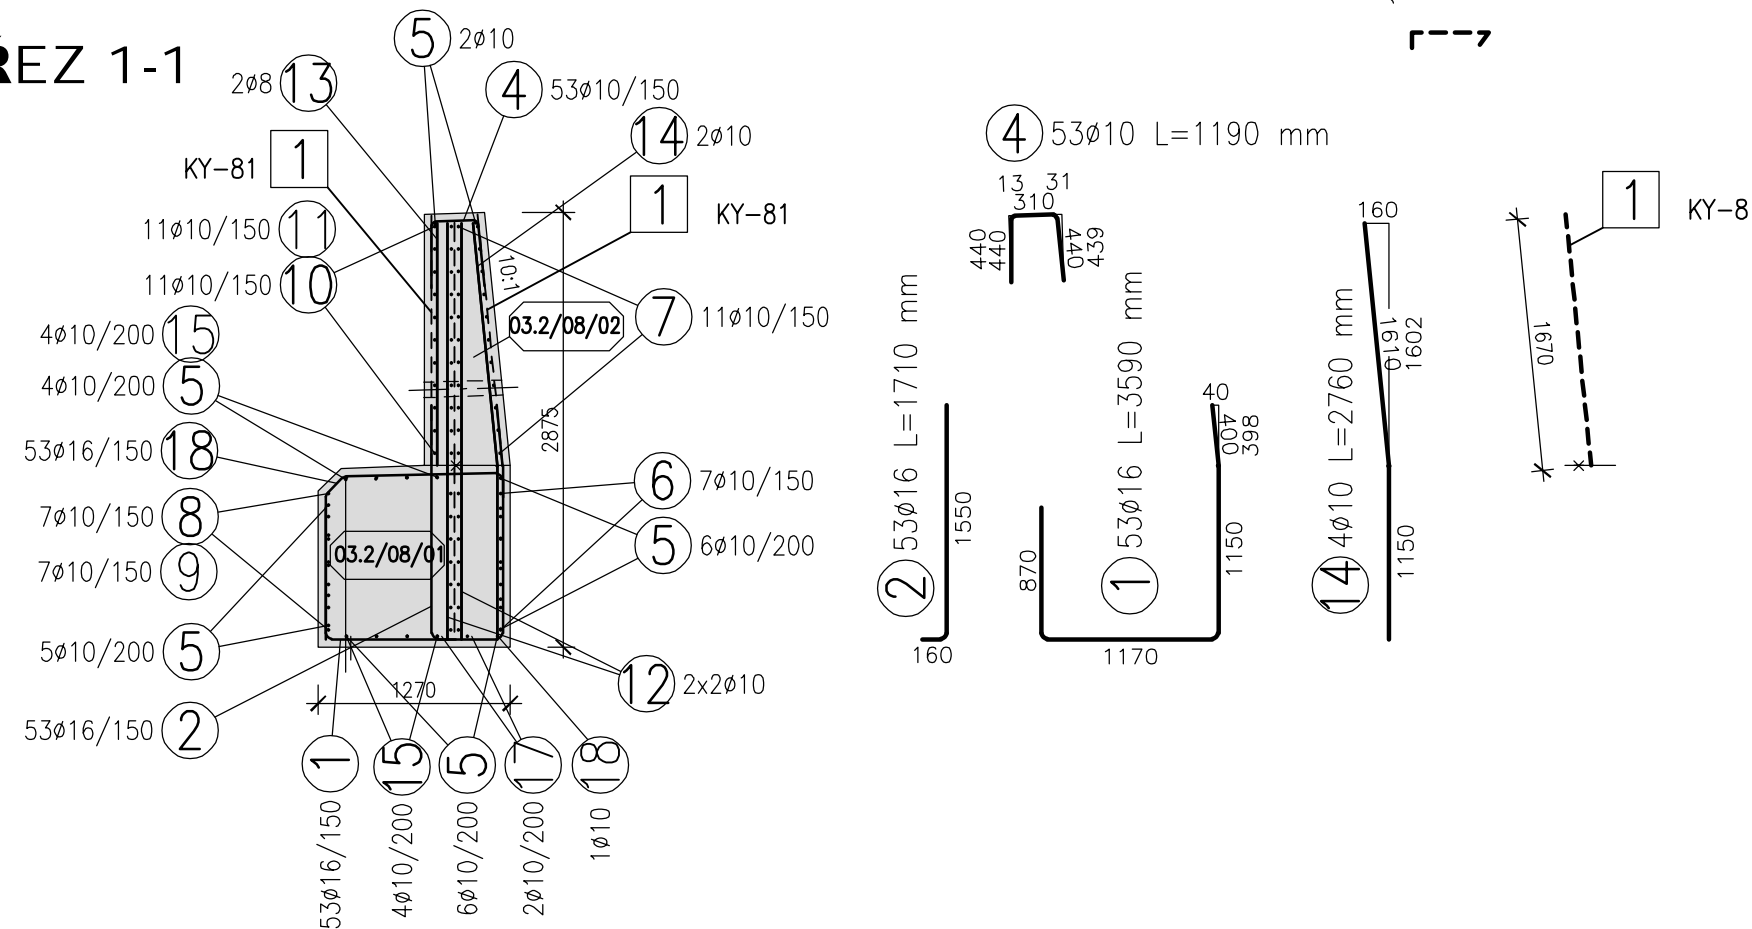 ŘEZ 1-1
5 2ø10
2ø8 13
4 53ø10/150
14 2ø10
KY-81 1
1 KY-81
11ø10/150 11
11ø10/150 10
10:1
03.2/08/02
7 11ø10/150
4ø10/200 15
4ø10/200 5
2875
53ø16/150 18
6 7ø10/150
7ø10/150 8
5 6ø10/200
03.2/08/01
7ø10/150 9
5ø10/200 5
12 2x2ø10
1270
53ø16/150 2
1 53ø16/150
15 4ø10/200
5 6ø10/200
17 2ø10/200
18 1ø10
4 53ø10 L=1190 mm
13 31
310
440
440
440
439
2 53ø16 L=1710 mm
1550
160
1 53ø16 L=3590 mm
40
400
398
870
1150
1170
14 4ø10 L=2760 mm
160
1610
1602
1150
1 KY-8
1670